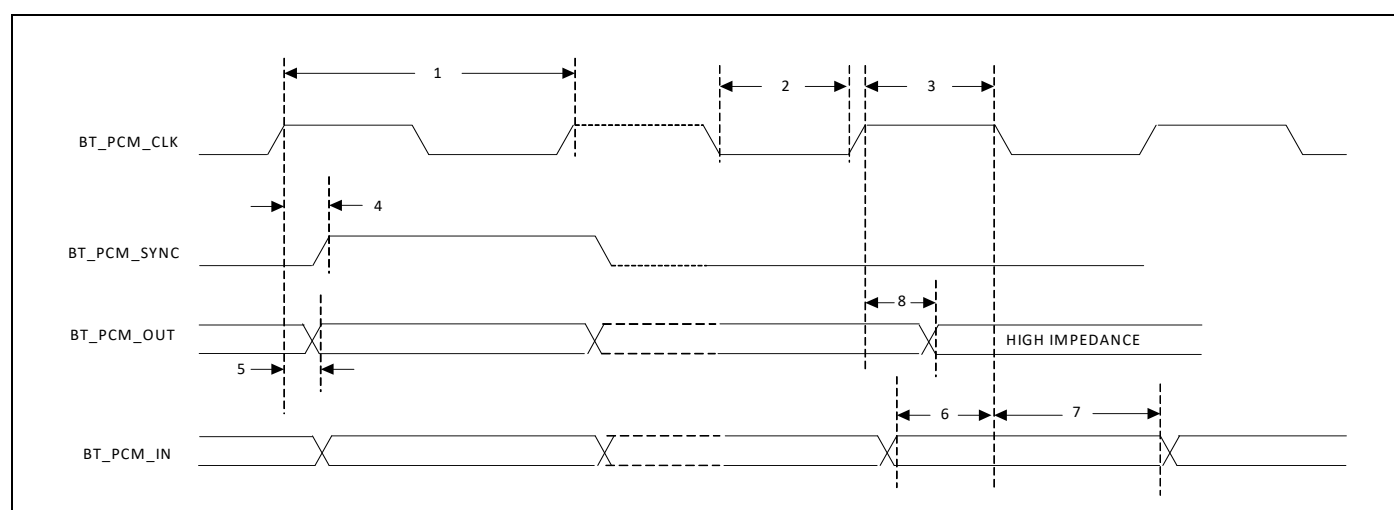 1
2
3
BT_PCM_CLK
4
BT_PCM_SYNC
8
BT_PCM_OUT
HIGH IMPEDANCE
5
6
7
BT_PCM_IN